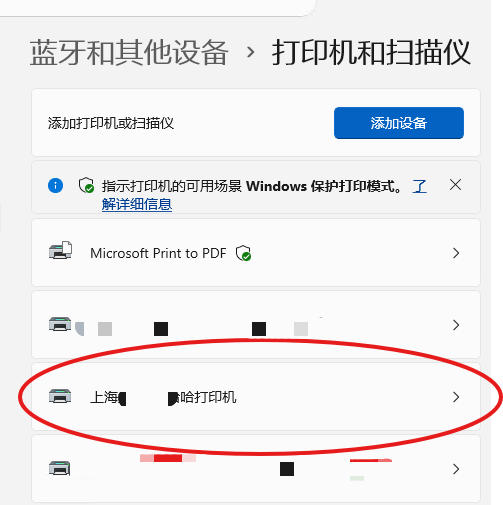 蓝牙和其他设备 › 打印机和扫描仪
添加打印机或扫描仪
添加设备
指示打印机的可用场景 Windows 保护打印模式。 了
解详细信息
Microsoft Print to PDF
上海 哈打印机